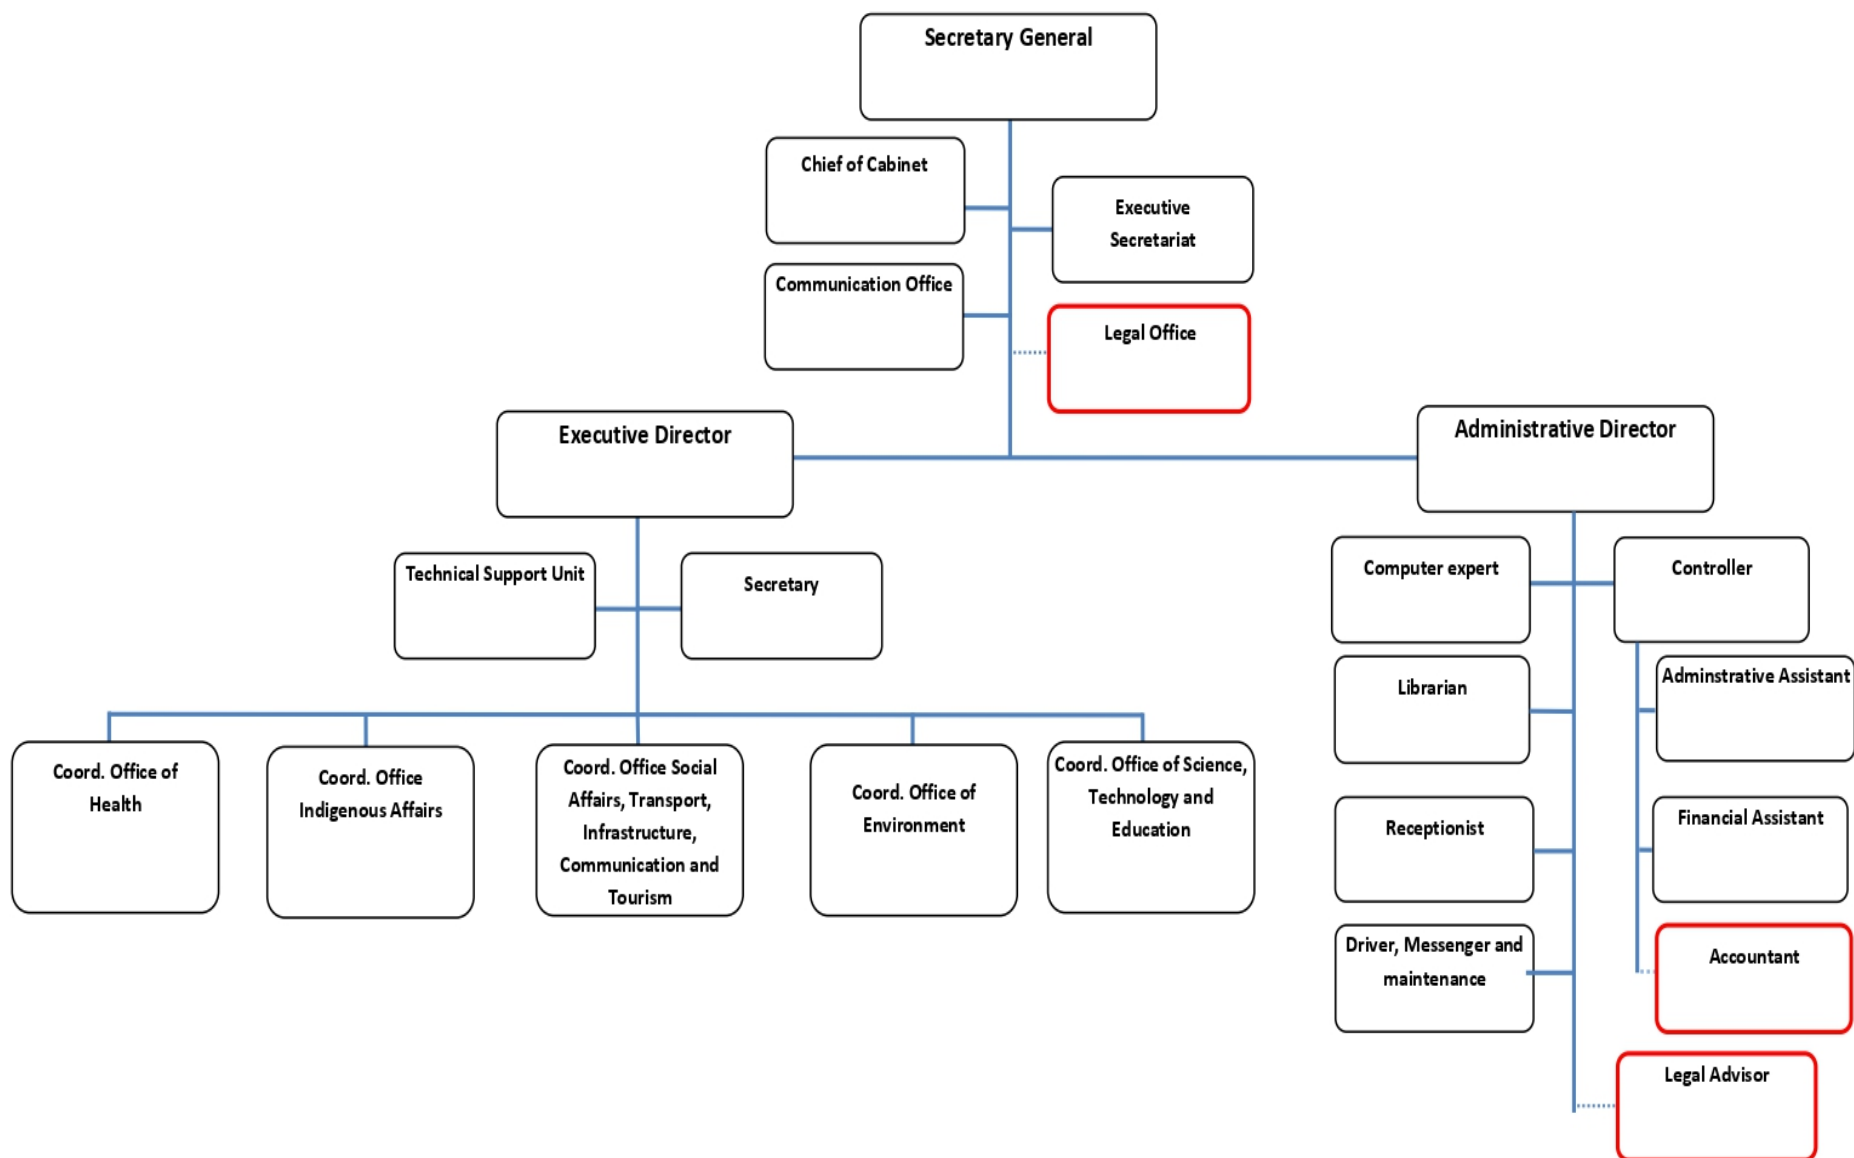 Secretary General
Chief of Cabinet
Executive
Secretariat
Communication Office
Legal Office
Executive Director
Administrative Director
Technical Support Unit
Secretary
Computer expert
Controller
Librarian
Adminstrative Assistant
Receptionist
Financial Assistant
Driver, Messenger and
maintenance
Accountant
Legal Advisor
Coord. Office of
Health
Coord. Office
Indigenous Affairs
Coord. Office Social
Affairs, Transport,
Infrastructure,
Communication and
Tourism
Coord. Office of
Environment
Coord. Office of Science,
Technology and
Education